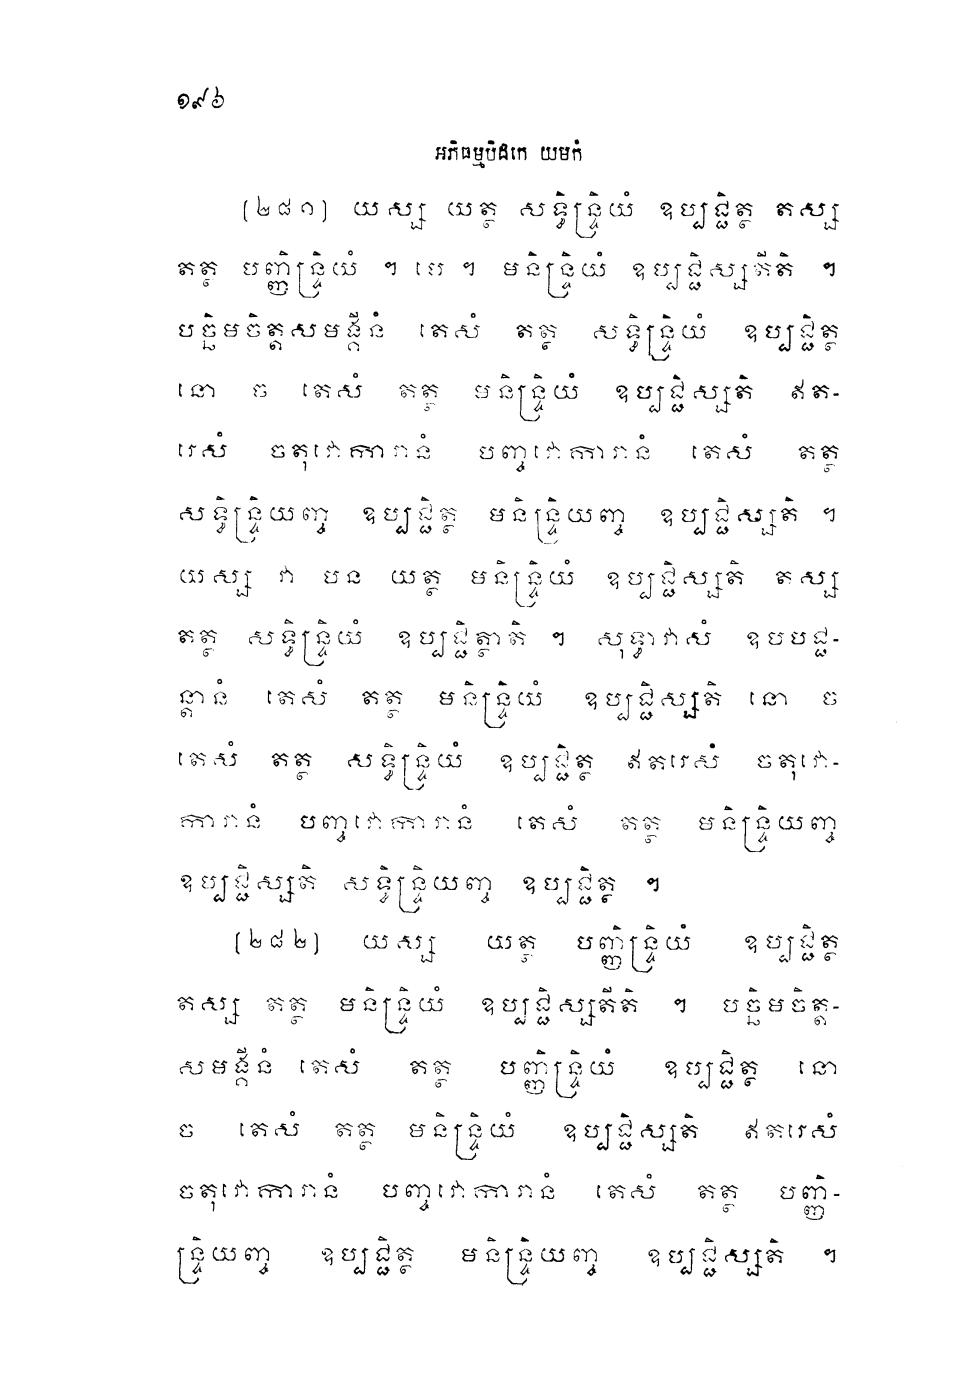 ១៩៦
អភិធម្មបិដកេ យមកំ
(២៨១) យស្ស យត្ថ សទ្ធិន្ទ្រិយំ ឧប្បជ្ជិត្ថ តស្ស
តត្ថ បញ្ញិន្ទ្រិយំ ។ បេ ។ មនិន្ទ្រិយំ ឧប្បជ្ជិស្សតីតិ ។
បច្ឆិមចិត្តសមង្គីនំ តេសំ តត្ថ សទ្ធិន្ទ្រិយំ ឧប្បជ្ជិត្ថ
នោ ច តេសំ តត្ថ មនិន្ទ្រិយំ ឧប្បជ្ជិស្សតិ ឥត-
រេសំ ចតុវោការានំ បញ្ចវោការានំ តេសំ តត្ថ
សទ្ធិន្ទ្រិយញ្ច ឧប្បជ្ជិត្ថ មនិន្ទ្រិយញ្ច ឧប្បជ្ជិស្សតិ ។
យស្ស វា បន យត្ថ មនិន្ទ្រិយំ ឧប្បជ្ជិស្សតិ តស្ស
តត្ថ សទ្ធិន្ទ្រិយំ ឧប្បជ្ជិត្ថាតិ ។ សុទ្ធាវាសំ ឧបបជ្ជ-
ន្តានំ តេសំ តត្ថ មនិន្ទ្រិយំ ឧប្បជ្ជិស្សតិ នោ ច
តេសំ តត្ថ សទ្ធិន្ទ្រិយំ ឧប្បជ្ជិត្ថ ឥតរេសំ ចតុវោ-
ការានំ បញ្ចវោការានំ តេសំ តត្ថ មនិន្ទ្រិយញ្ច
ឧប្បជ្ជិស្សតិ សទ្ធិន្ទ្រិយញ្ច ឧប្បជ្ជិត្ថ ។
(២៨២) យស្ស យត្ថ បញ្ញិន្ទ្រិយំ ឧប្បជ្ជិត្ថ
តស្ស តត្ថ មនិន្ទ្រិយំ ឧប្បជ្ជិស្សតីតិ ។ បច្ឆិមចិត្ត-
សមង្គីនំ តេសំ តត្ថ បញ្ញិន្ទ្រិយំ ឧប្បជ្ជិត្ថ នោ
ច តេសំ តត្ថ មនិន្ទ្រិយំ ឧប្បជ្ជិស្សតិ ឥតរេសំ
ចតុវោការានំ បញ្ចវោការានំ តេសំ តត្ថ បញ្ញិ-
ន្ទ្រិយញ្ច ឧប្បជ្ជិត្ថ មនិន្ទ្រិយញ្ច ឧប្បជ្ជិស្សតិ ។